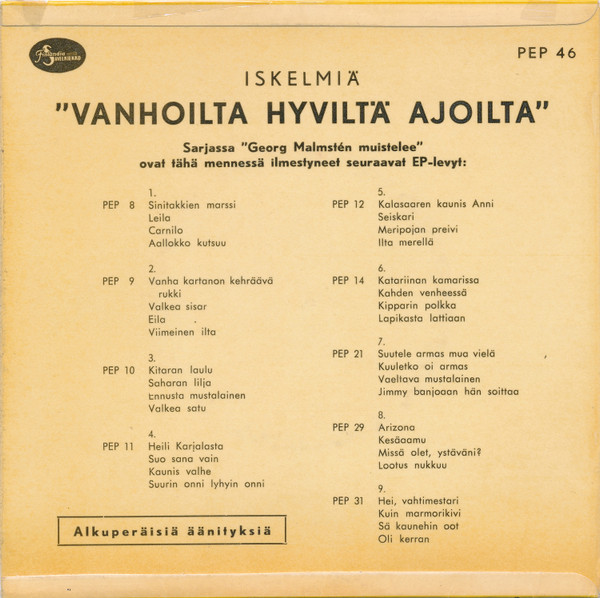 Finlandia
SÄVELKIEKKO
PEP 46
ISKELMIÄ
"VANHOILTA HYVILTÄ AJOILTA"
Sarjassa "Georg Malmstén muistelee"
ovat tähä mennessä ilmestyneet seuraavat EP-levyt:
1.
PEP 8 Sinitakkien marssi
Leila
Carnilo
Aallokko kutsuu
2.
PEP 9 Vanha kartanon kehräävä
rukki
Valkea sisar
Eila
Viimeinen ilta
3.
PEP 10 Kitaran laulu
Saharan lilja
Ennusta mustalainen
Valkea satu
4.
PEP 11 Heili Karjalasta
Suo sana vain
Kaunis valhe
Suurin onni lyhyin onni
5.
PEP 12 Kalasaaren kaunis Anni
Seiskari
Meripojan preivi
Ilta merellä
6.
PEP 14 Katariinan kamarissa
Kahden venheessä
Kipparin polkka
Lapikasta lattiaan
7.
PEP 21 Suutele armas mua vielä
Kuuletko oi armas
Vaeltava mustalainen
Jimmy banjoaan hän soittaa
8.
PEP 29 Arizona
Kesäaamu
Missä olet, ystäväni?
Lootus nukkuu
9.
PEP 31 Hei, vahtimestari
Kuin marmorikivi
Sä kaunehin oot
Oli kerran
Alkuperäisiä äänityksiä